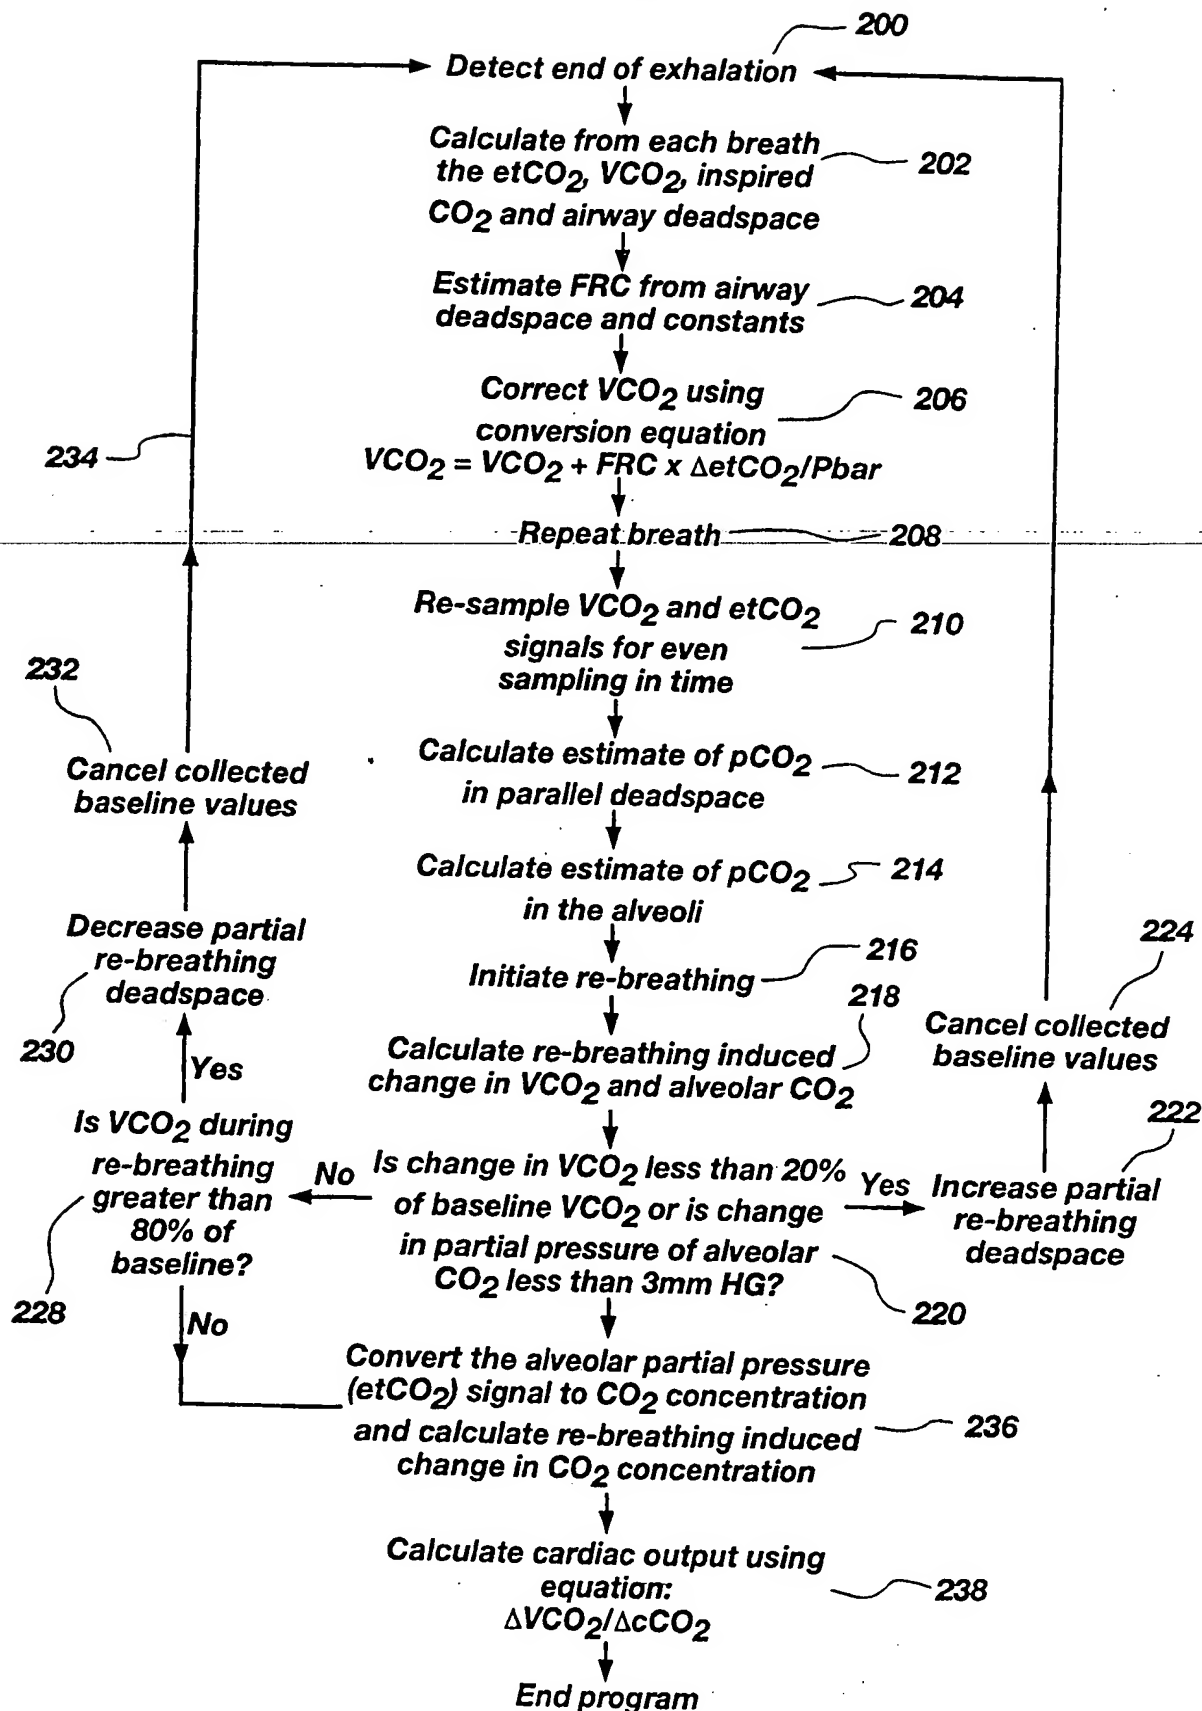 200
Detect end of exhalation
Calculate from each breath
the etCO2, VCO2, inspired
CO2 and airway deadspace
202
Estimate FRC from airway
deadspace and constants
204
Correct VCO2 using
conversion equation
VCO2 = VCO2 + FRC x ΔetCO2/Pbar
206
234
Repeat breath
208
Re-sample VCO2 and etCO2
signals for even
sampling in time
210
232
Cancel collected
baseline values
Calculate estimate of pCO2
in parallel deadspace
212
Calculate estimate of pCO2
in the alveoli
214
Decrease partial
re-breathing
deadspace
230
Initiate re-breathing
216
224
Cancel collected
baseline values
218
Calculate re-breathing induced
change in VCO2 and alveolar CO2
Yes
Is VCO2 during
re-breathing
greater than
80% of
baseline?
228
No
No
Is change in VCO2 less than 20%
of baseline VCO2 or is change
in partial pressure of alveolar
CO2 less than 3mm HG?
220
Yes
222
Increase partial
re-breathing
deadspace
Convert the alveolar partial pressure
(etCO2) signal to CO2 concentration
and calculate re-breathing induced
change in CO2 concentration
236
Calculate cardiac output using
equation:
ΔVCO2/ΔcCO2
238
End program